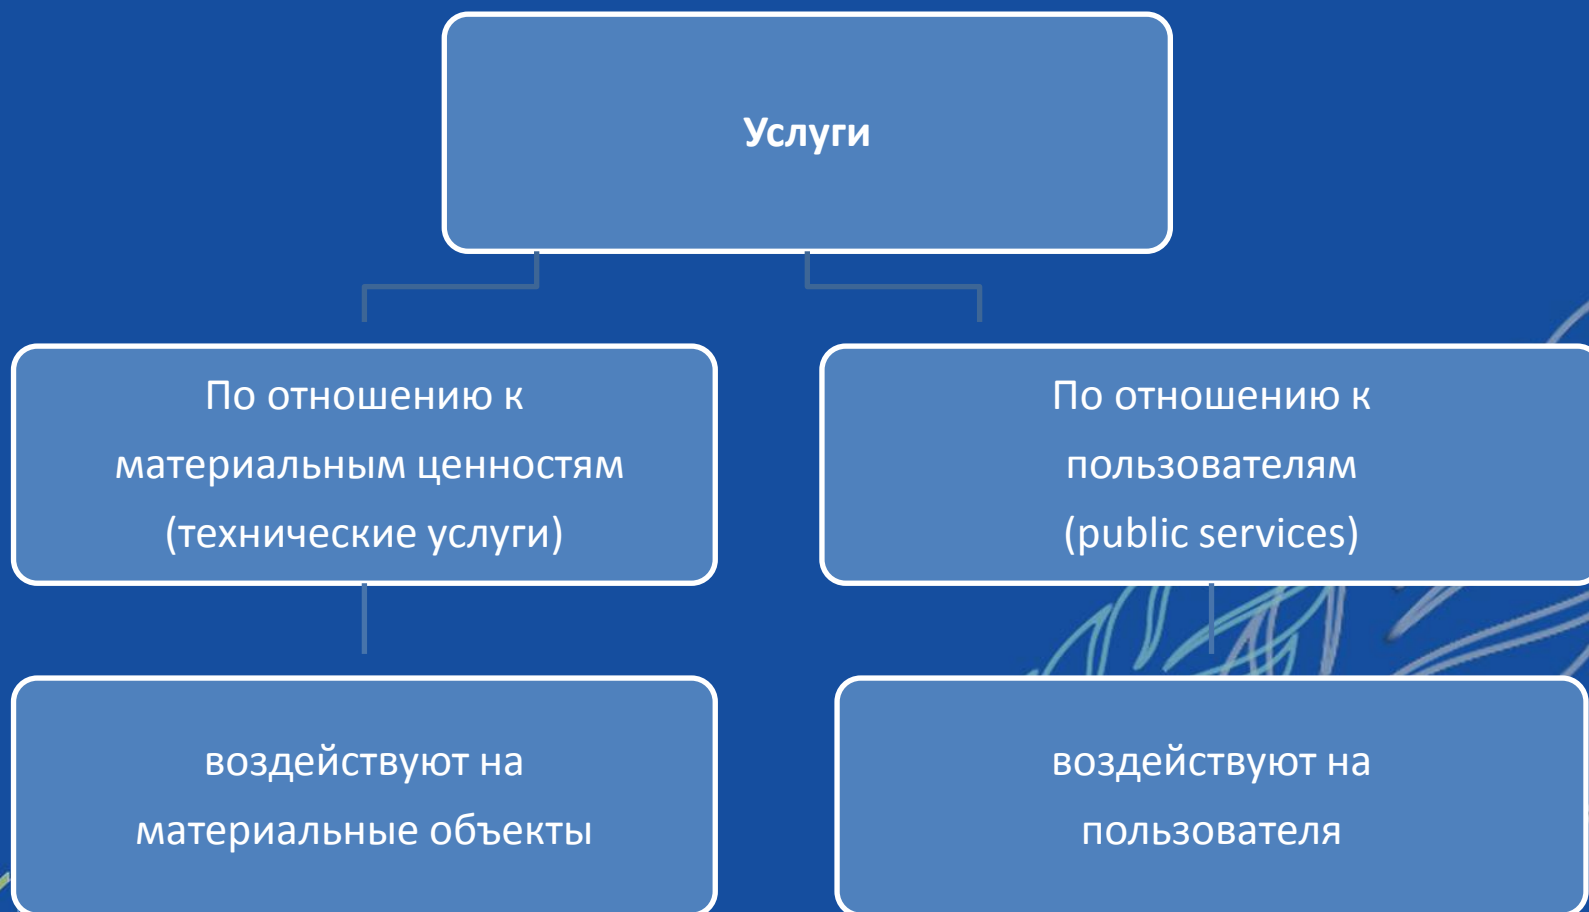 Услуги
По отношению к
материальным ценностям
(технические услуги)
По отношению к
пользователям
(public services)
воздействуют на
материальные объекты
воздействуют на
пользователя